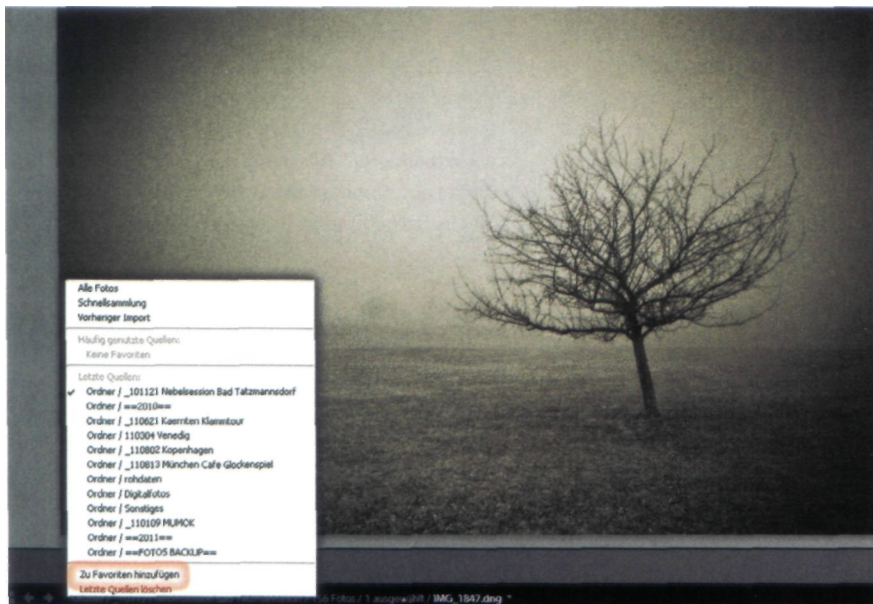 Alle Fotos
Schnellsammlung
Vorheriger Import
Häufig genutzte Quellen:
Keine Favoriten
Letzte Quellen:
✓ Ordner / _101121 Nebelsession Bad Tatzmannsdorf
Ordner / ==2010==
Ordner / _110621 Kaernten Klammtour
Ordner / 110304 Venedig
Ordner / _110802 Kopenhagen
Ordner / _110813 München Cafe Glockenspiel
Ordner / rohdaten
Ordner / Digitalfotos
Ordner / Sonstiges
Ordner / _110109 MUMOK
Ordner / ==2011==
Ordner / ==FOTOS BACKUP==
Zu Favoriten hinzufügen
Letzte Quellen löschen
Fotos / 1 ausgewählt / IMG_1847.dng